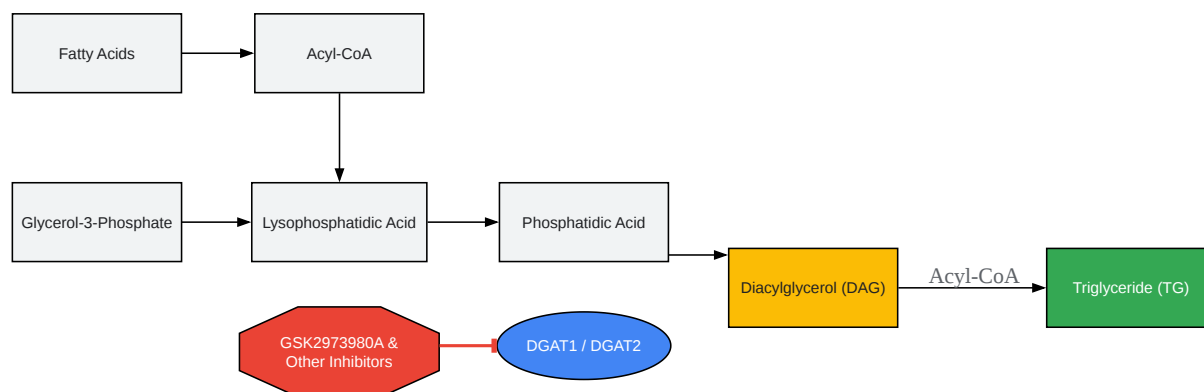 Fatty Acids
Acyl-CoA
Glycerol-3-Phosphate
Lysophosphatidic Acid
Phosphatidic Acid
Diacylglycerol (DAG)
Acyl-CoA
Triglyceride (TG)
GSK2973980A &
Other Inhibitors
DGAT1 / DGAT2